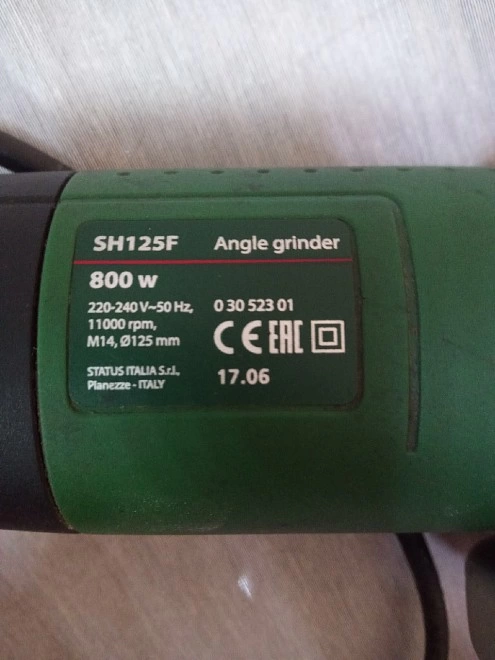 SH125F Angle grinder
800 w
220-240 V~50 Hz,
11000 rpm,
M14, Ø125 mm
STATUS ITALIA S.r.l.,
Planezze - ITALY
0 30 523 01
CE EAC
17.06